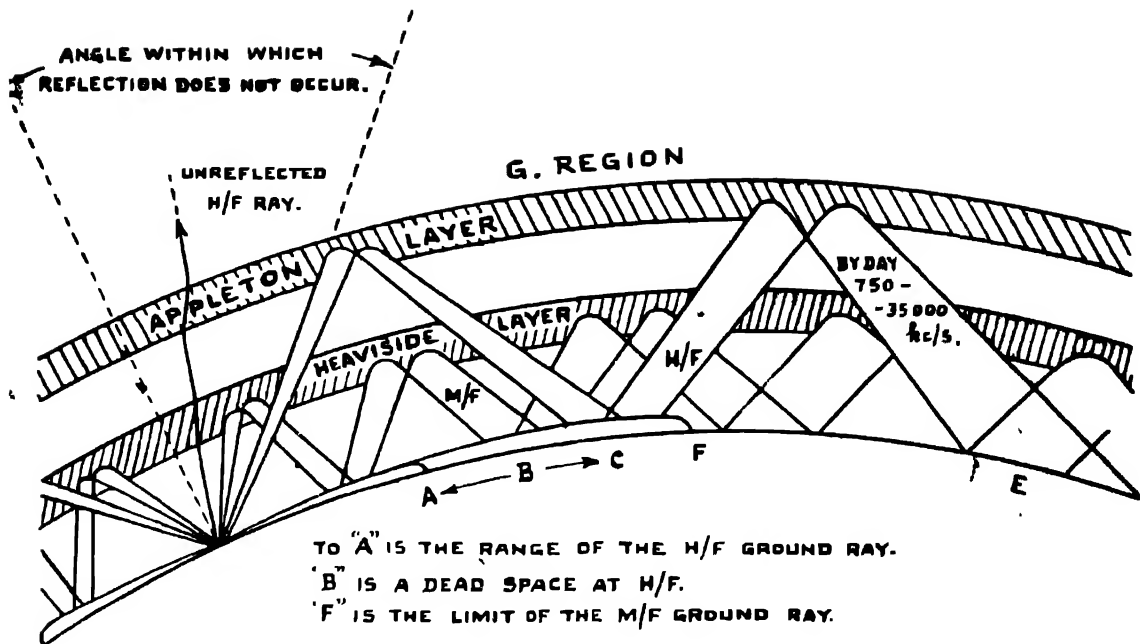 ANGLE WITHIN WHICH
REFLECTION DOES NOT OCCUR.
UNREFLECTED
H/F RAY.
G. REGION
APPLETON LAYER
HEAVISIDE LAYER
BY DAY
750 -
-35000
kc/s.
M/F
H/F
A B C F E
TO "A" IS THE RANGE OF THE H/F GROUND RAY.
"B" IS A DEAD SPACE AT H/F.
"F" IS THE LIMIT OF THE M/F GROUND RAY.